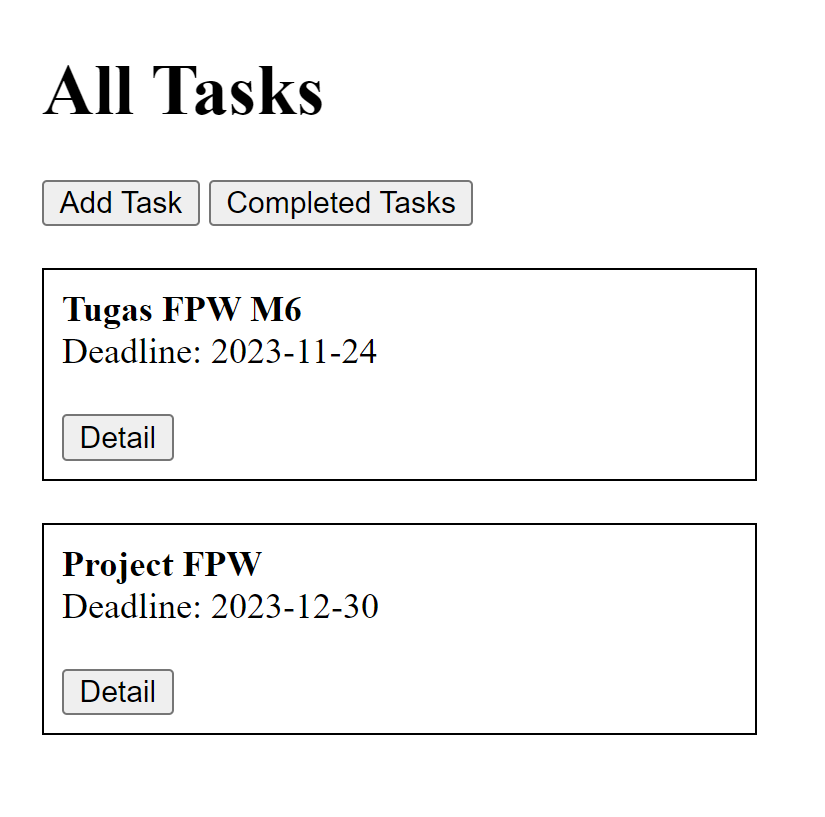 All Tasks
Add Task Completed Tasks
Tugas FPW M6
Deadline: 2023-11-24
Detail
Project FPW
Deadline: 2023-12-30
Detail